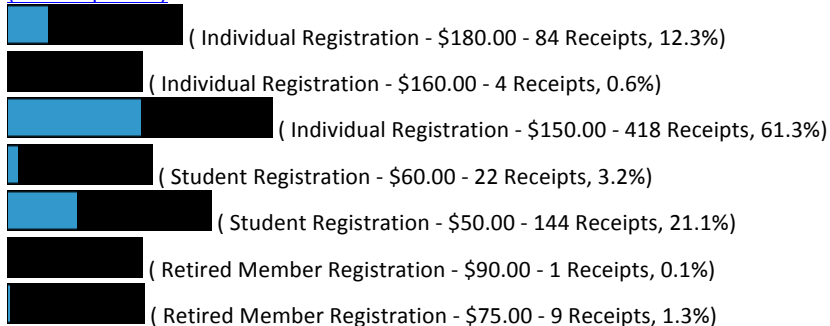 ( Individual Registration - $180.00 - 84 Receipts, 12.3%)
( Individual Registration - $160.00 - 4 Receipts, 0.6%)
( Individual Registration - $150.00 - 418 Receipts, 61.3%)
( Student Registration - $60.00 - 22 Receipts, 3.2%)
( Student Registration - $50.00 - 144 Receipts, 21.1%)
( Retired Member Registration - $90.00 - 1 Receipts, 0.1%)
( Retired Member Registration - $75.00 - 9 Receipts, 1.3%)